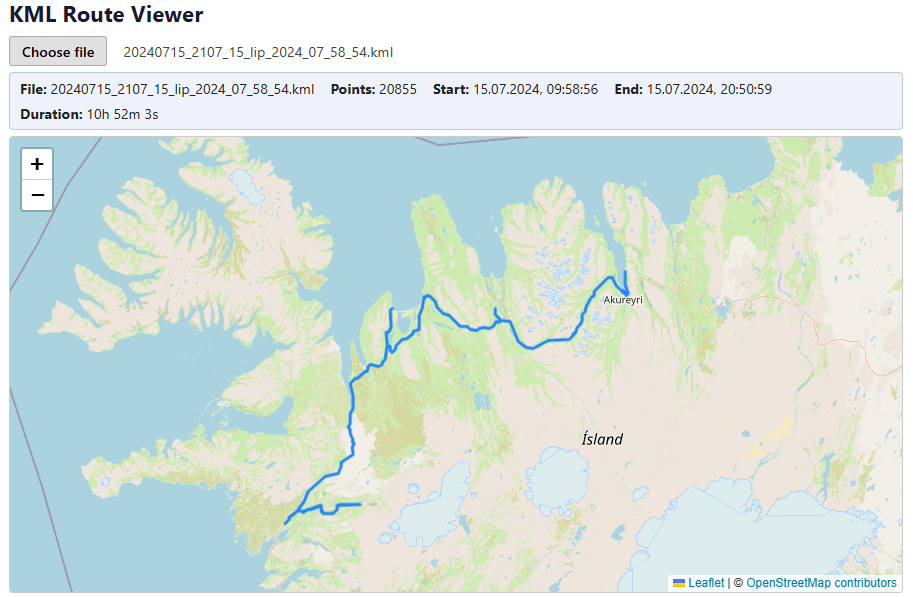 KML Route Viewer
Choose file 20240715_2107_15_lip_2024_07_58_54.kml
File: 20240715_2107_15_lip_2024_07_58_54.kml Points: 20855 Start: 15.07.2024, 09:58:56 End: 15.07.2024, 20:50:59
Duration: 10h 52m 3s
+
−
Akureyri
Ísland
Leaflet | © OpenStreetMap contributors